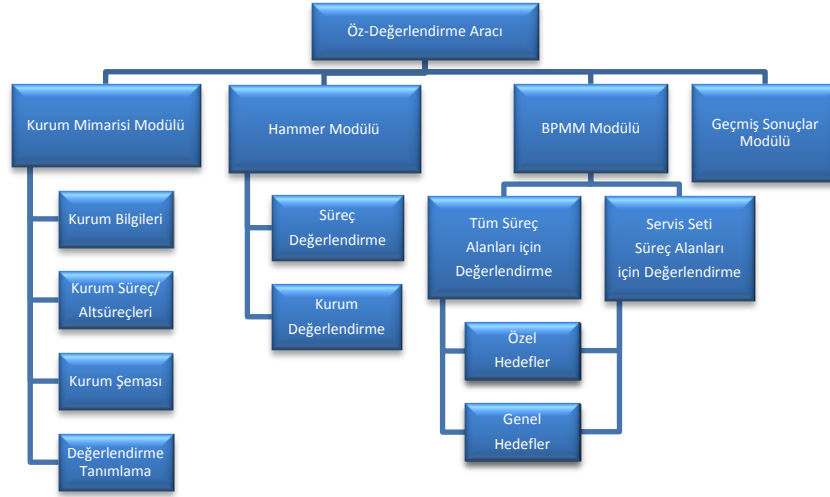 Öz-Değerlendirme Aracı
Kurum Mimarisi Modülü
Hammer Modülü
BPMM Modülü
Geçmiş Sonuçlar
Modülü
Kurum Bilgileri
Kurum Süreç/
Altsüreçleri
Kurum Şeması
Değerlendirme
Tanımlama
Süreç
Değerlendirme
Kurum
Değerlendirme
Tüm Süreç
Alanları için
Değerlendirme
Servis Seti
Süreç Alanları
için Değerlendirme
Özel
Hedefler
Genel
Hedefler